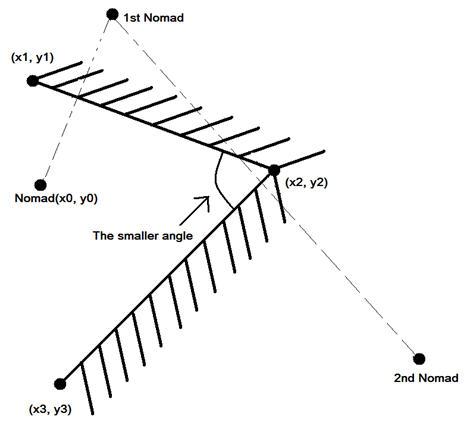 1st Nomad
(x1, y1)
(x2, y2)
Nomad(x0, y0)
The smaller angle
2nd Nomad
(x3, y3)